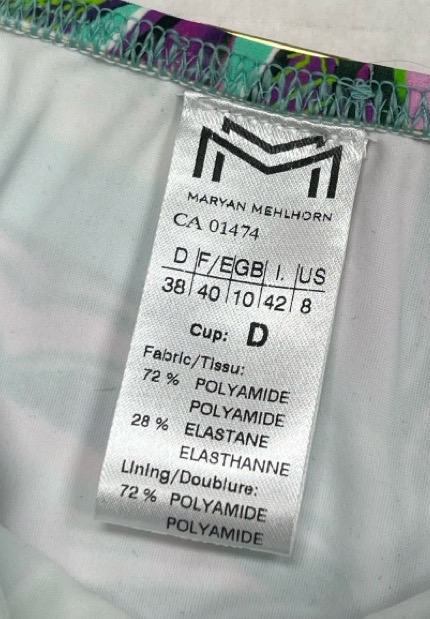 MARYAN MEHLHORN
CA 01474
D F/E GB I. US
38 40 10 42 8
Cup: D
Fabric/Tissu:
72 % POLYAMIDE
POLYAMIDE
28 % ELASTANE
ELASTHANNE
Lining/Doublure:
72 % POLYAMIDE
POLYAMIDE